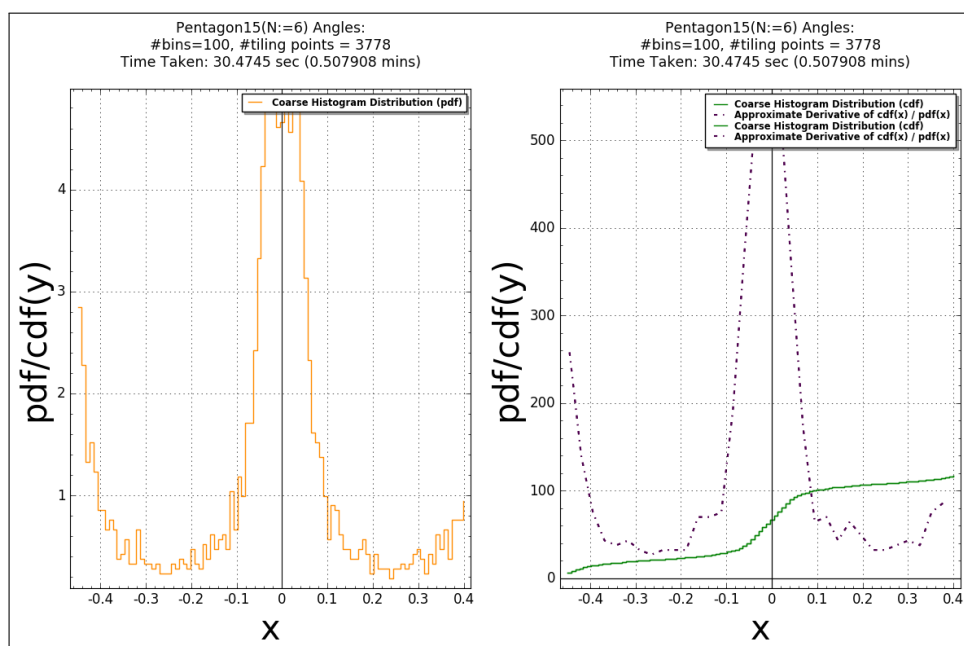 Pentagon15(N:=6) Angles:
#bins=100, #tiling points = 3778
Time Taken: 30.4745 sec (0.507908 mins)
Coarse Histogram Distribution (pdf)
4
3
2
1
pdf/cdf(y)
-0.4
-0.3
-0.2
-0.1
0
0.1
0.2
0.3
0.4
x
Pentagon15(N:=6) Angles:
#bins=100, #tiling points = 3778
Time Taken: 30.4745 sec (0.507908 mins)
Coarse Histogram Distribution (cdf)
Approximate Derivative of cdf(x) / pdf(x)
Coarse Histogram Distribution (cdf)
Approximate Derivative of cdf(x) / pdf(x)
500
400
300
200
100
0
pdf/cdf(y)
-0.4
-0.3
-0.2
-0.1
0
0.1
0.2
0.3
0.4
x